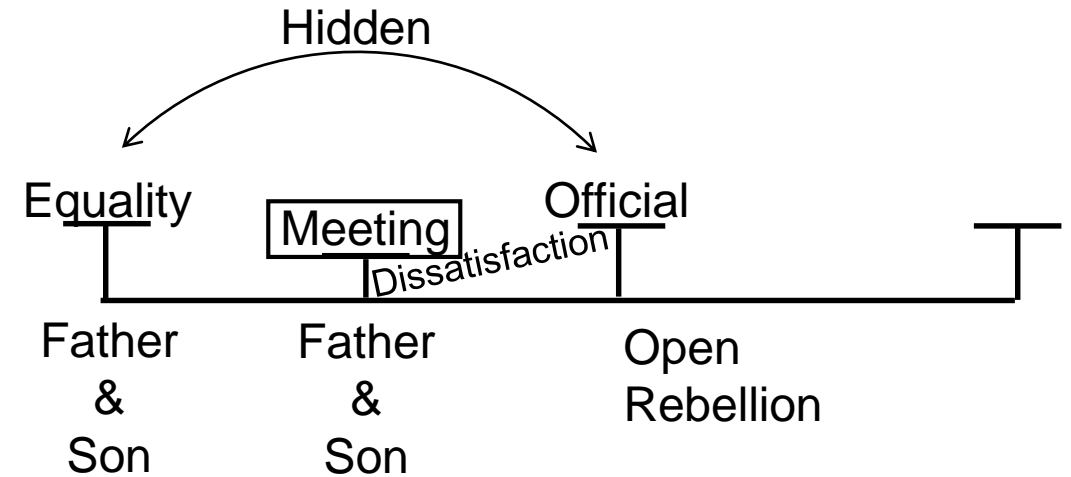 Hidden
Equality
Meeting
Official
Dissatisfaction
Father
&
Son
Father
&
Son
Open
Rebellion